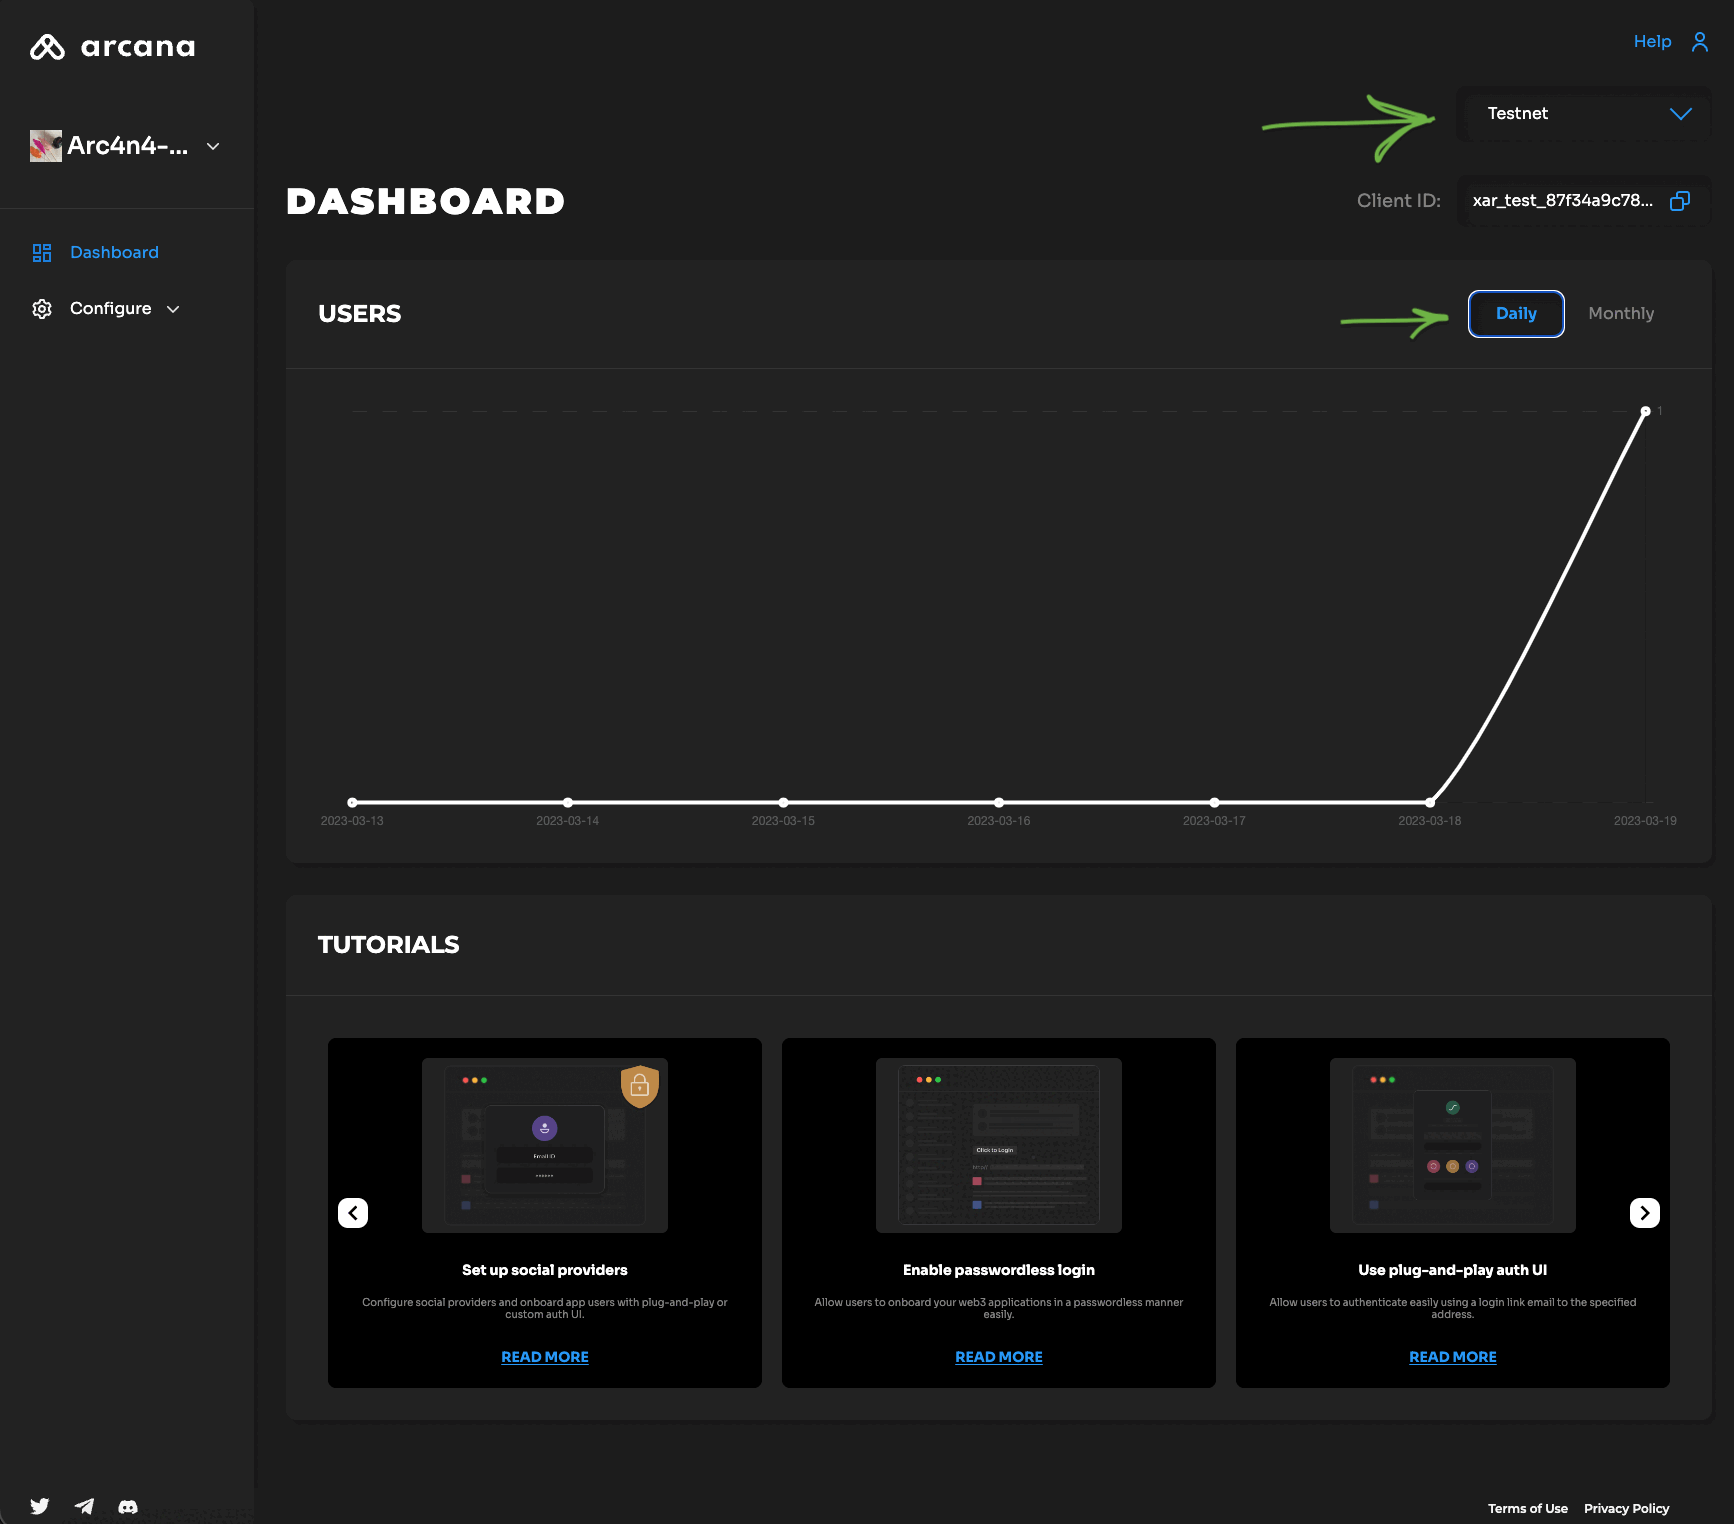 arcana
Help
Arc4n4-...
Testnet
DASHBOARD
Client ID:
xar_test_87f34a9c78...
Dashboard
Configure
USERS
Daily
Monthly
1
2023-03-13
2023-03-14
2023-03-15
2023-03-16
2023-03-17
2023-03-18
2023-03-19
TUTORIALS
Email ID
Click to Login
Set up social providers
Configure social providers and onboard app users with plug-and-play or
custom auth UI.
READ MORE
Enable passwordless login
Allow users to onboard your web3 applications in a passwordless manner
easily.
READ MORE
Use plug-and-play auth UI
Allow users to authenticate easily using a login link email to the specified
address.
READ MORE
Terms of Use
Privacy Policy